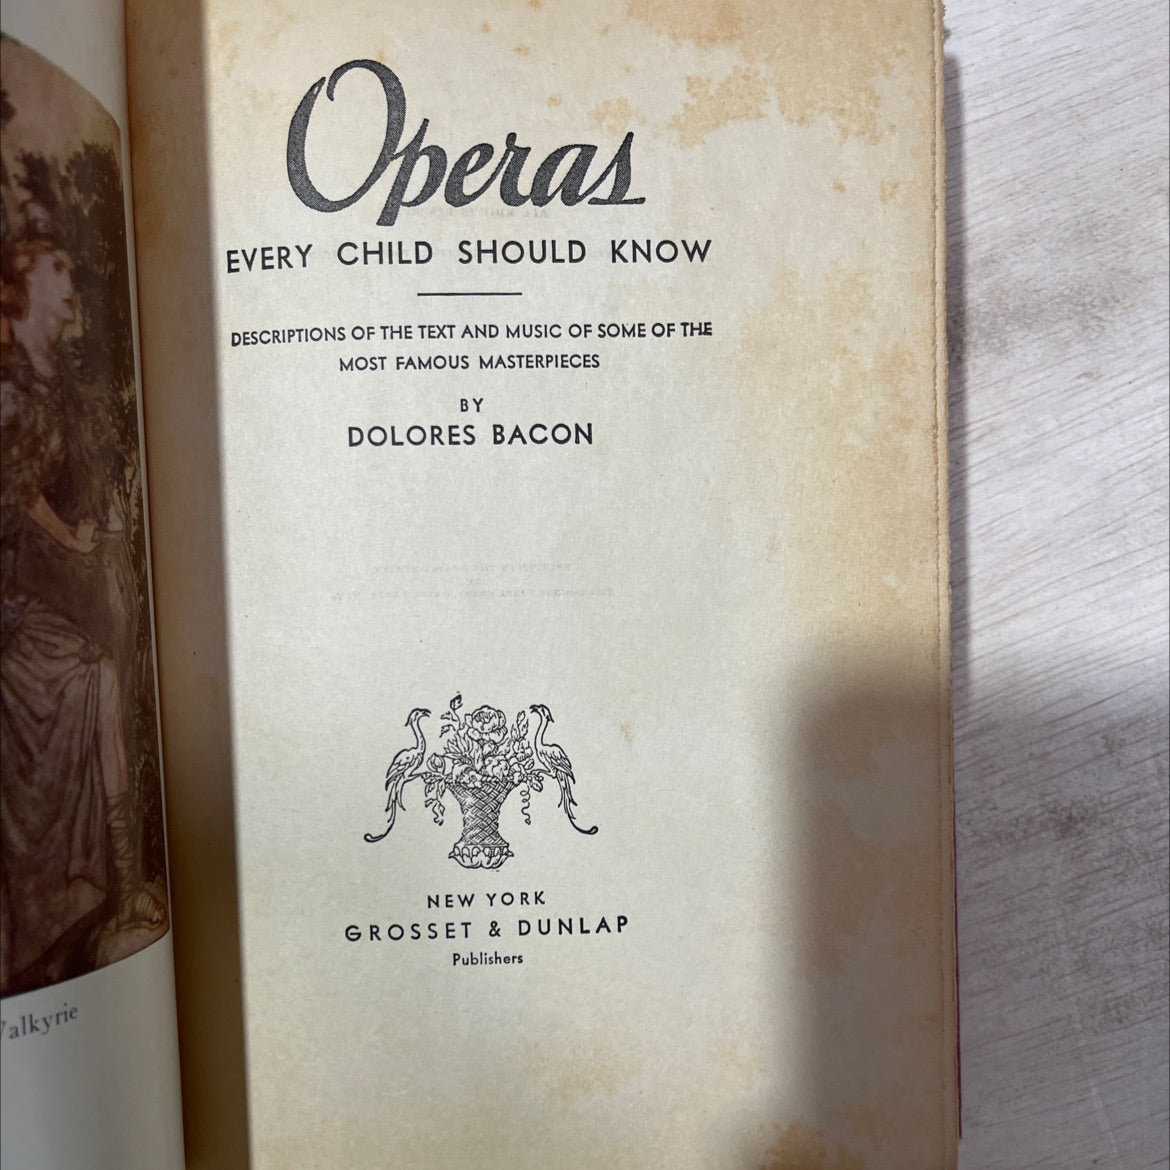 Operas
EVERY CHILD SHOULD KNOW
DESCRIPTIONS OF THE TEXT AND MUSIC OF SOME OF THE
MOST FAMOUS MASTERPIECES
BY
DOLORES BACON
NEW YORK
GROSSET & DUNLAP
Publishers
Valkyrie